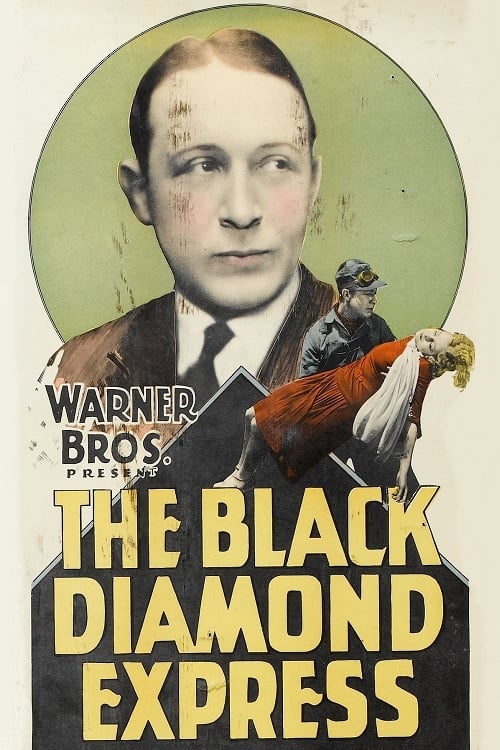 WARNER
BROS.
PRESENT
THE BLACK
DIAMOND
EXPRESS